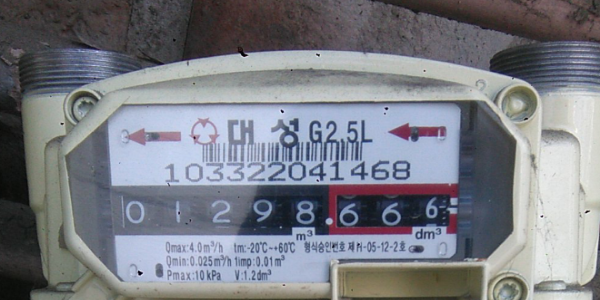 대 성 G2.5L
103322041468
01298.666
m³ dm³
Qmax:4.0m³/h tm:-20℃~+60℃ 형식승인번호 제 H-05-12-2호
Qmin:0.025m³/h 1imp:0.01m³
Pmax:10kPa V:1.2dm³